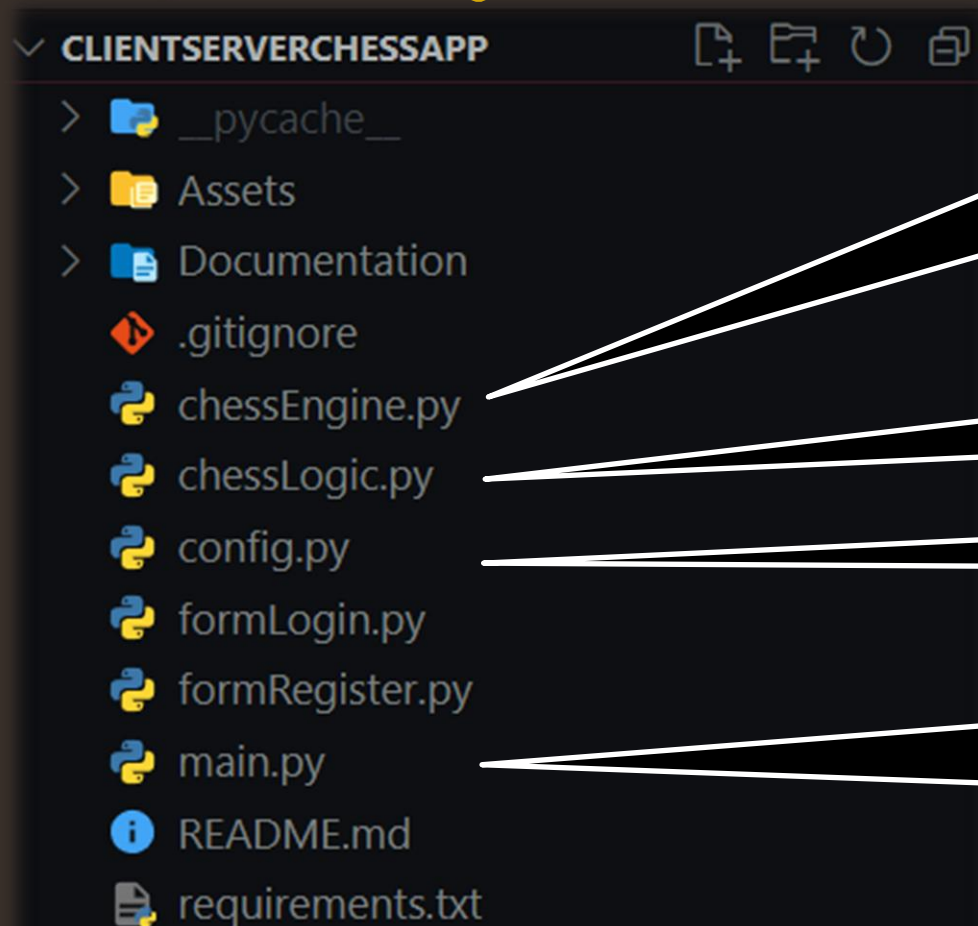 CLIENTSERVERCHESSAPP
__pycache__
Assets
Documentation
.gitignore
chessEngine.py
chessLogic.py
config.py
formLogin.py
formRegister.py
main.py
README.md
requirements.txt